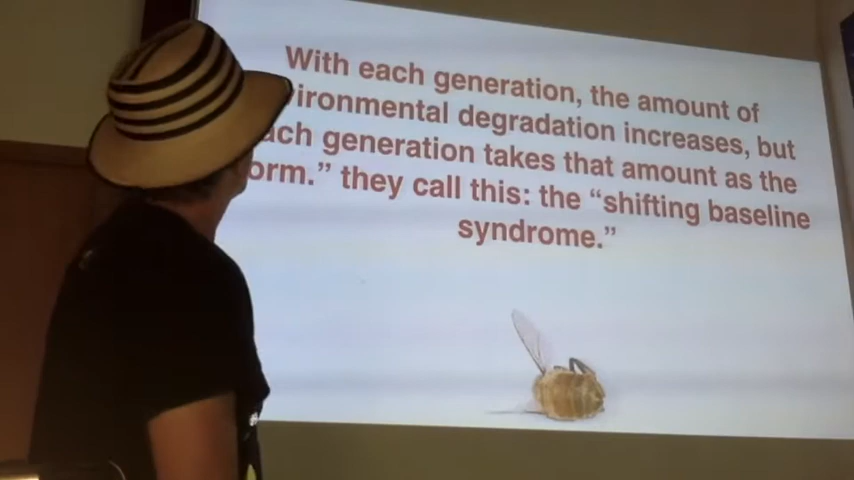 With each generation, the amount of
ironmental degradation increases, but
ach generation takes that amount as the
orm.” they call this: the “shifting baseline
syndrome.”